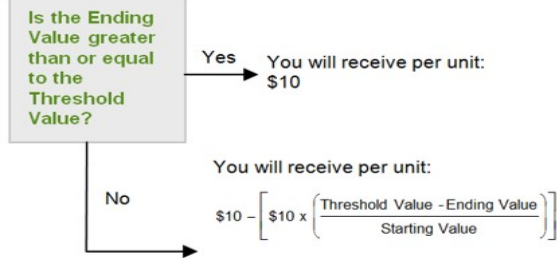 Is the Ending
Value greater
than or equal
to the
Threshold
Value?
Yes
You will receive per unit:
$10
No
You will receive per unit:
$10 – [ $10 x ( Threshold Value - Ending Value
Starting Value ) ]